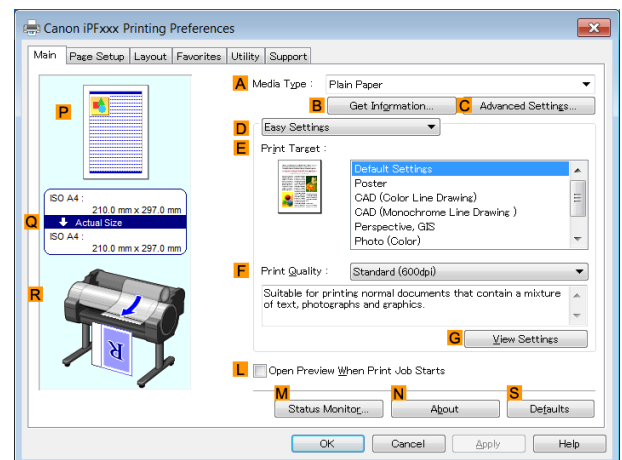 Canon iPFxxx Printing Preferences
Main Page Setup Layout Favorites Utility Support
A Media Type : Plain Paper
B Get Information... C Advanced Settings...
D Easy Settings
E Print Target :
Default Settings
Poster
CAD (Color Line Drawing)
CAD (Monochrome Line Drawing )
Perspective, GIS
Photo (Color)
P
ISO A4 :
210.0 mm x 297.0 mm
Q Actual Size
ISO A4 :
210.0 mm x 297.0 mm
R
F Print Quality : Standard (600dpi)
Suitable for printing normal documents that contain a mixture
of text, photographs and graphics.
G View Settings
L Open Preview When Print Job Starts
M N S
Status Monitor... About Defaults
OK Cancel Apply Help